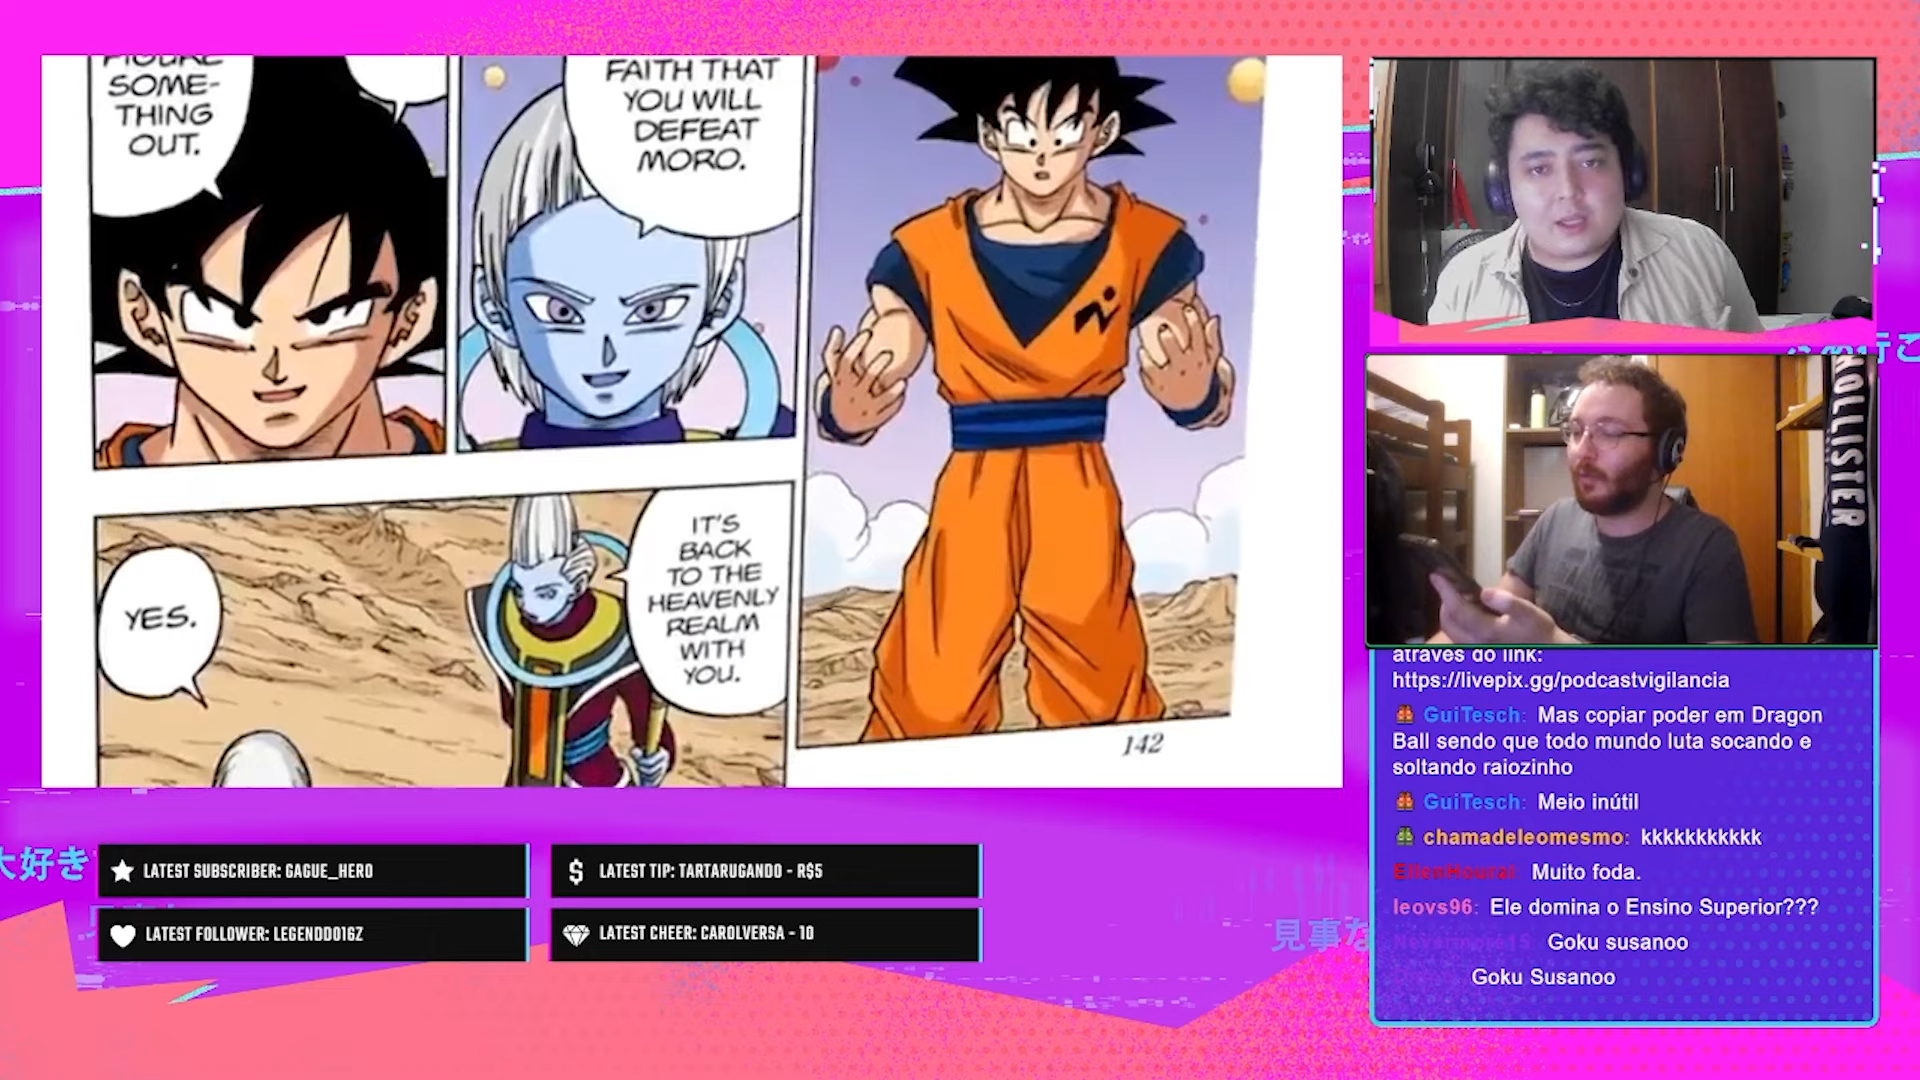 SOME-
THING
OUT.
FAITH THAT
YOU WILL
DEFEAT
MORO.
YES.
IT'S
BACK
TO THE
HEAVENLY
REALM
WITH
YOU.
142
HOLLISTER
através do link:
https://livepix.gg/podcastvigilancia
GuiTesch: Mas copiar poder em Dragon
Ball sendo que todo mundo luta socando e
soltando raiozinho
GuiTesch: Meio inútil
chamadeleomesmo: kkkkkkkkkkk
EllenHourai: Muito foda.
leovs96: Ele domina o Ensino Superior???
Goku susanoo
Goku Susanoo
大好き
LATEST SUBSCRIBER: GAGUE_HERO
LATEST TIP: TARTARUGANDO - R$5
LATEST FOLLOWER: LEGENDD016Z
LATEST CHEER: CAROLVERSA - 10
見事な